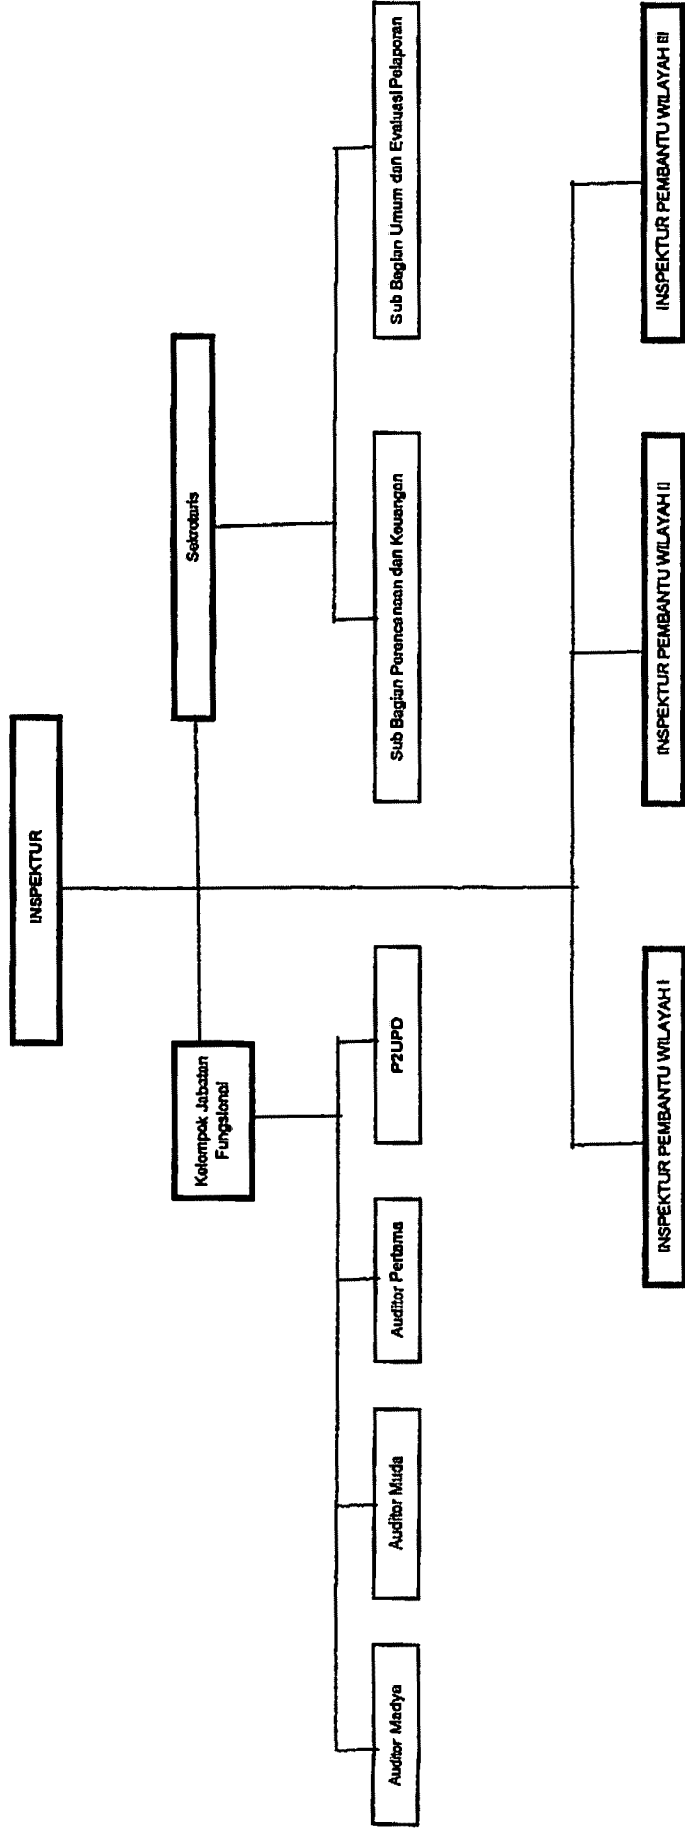 INSPEKTUR
Kelompok Jabatan
Fungsional
Sekretaris
Auditor Madya
Auditor Muda
Auditor Pertama
P2UPD
Sub Bagian Perencanaan dan Keuangan
Sub Bagian Umum dan Evaluasi Pelaporan
INSPEKTUR PEMBANTU WILAYAH I
INSPEKTUR PEMBANTU WILAYAH II
INSPEKTUR PEMBANTU WILAYAH III